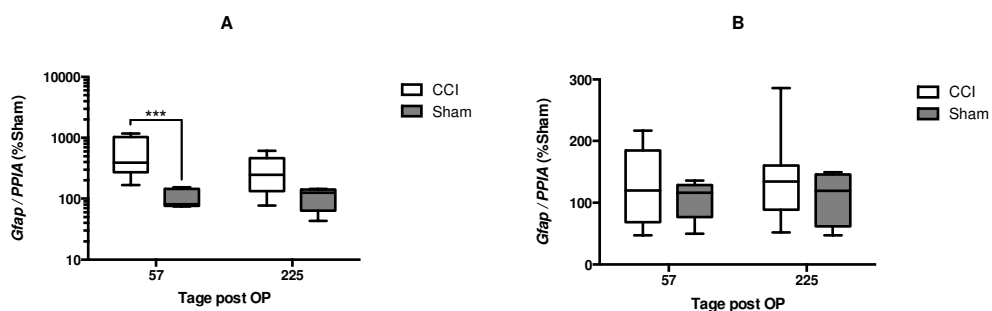 A
Gfap / PPIA (%Sham)
10000
1000
100
10
***
CCI
Sham
57
225
Tage post OP
B
Gfap / PPIA (%Sham)
300
200
100
0
CCI
Sham
57
225
Tage post OP